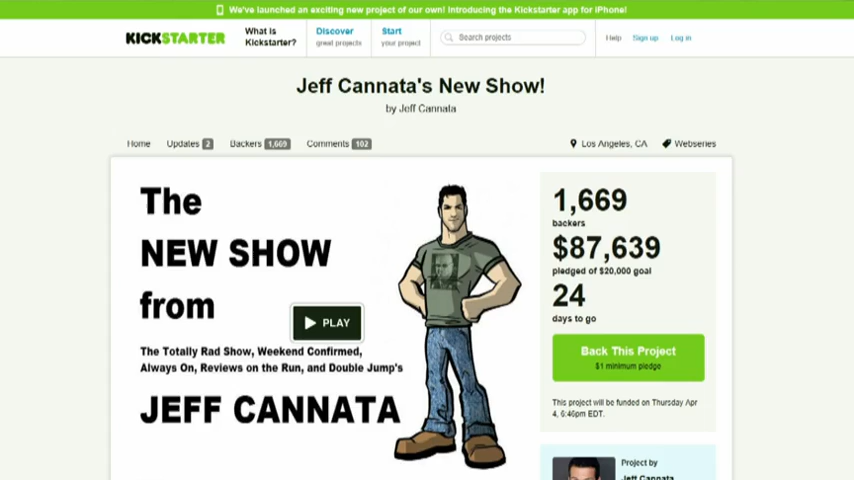 We've launched an exciting new project of our own! Introducing the Kickstarter app for iPhone!
KICKSTARTER
What is
Kickstarter?
Discover
great projects
Start
your project
Search projects
Help
Sign up
Log in
Jeff Cannata's New Show!
by Jeff Cannata
Home
Updates 2
Backers 1,669
Comments 102
Los Angeles, CA
Webseries
The
NEW SHOW
from
PLAY
The Totally Rad Show, Weekend Confirmed,
Always On, Reviews on the Run, and Double Jump's
JEFF CANNATA
1,669
backers
$87,639
pledged of $20,000 goal
24
days to go
Back This Project
$1 minimum pledge
This project will be funded on Thursday Apr
4, 6:46pm EDT.
Project by
Jeff Cannata